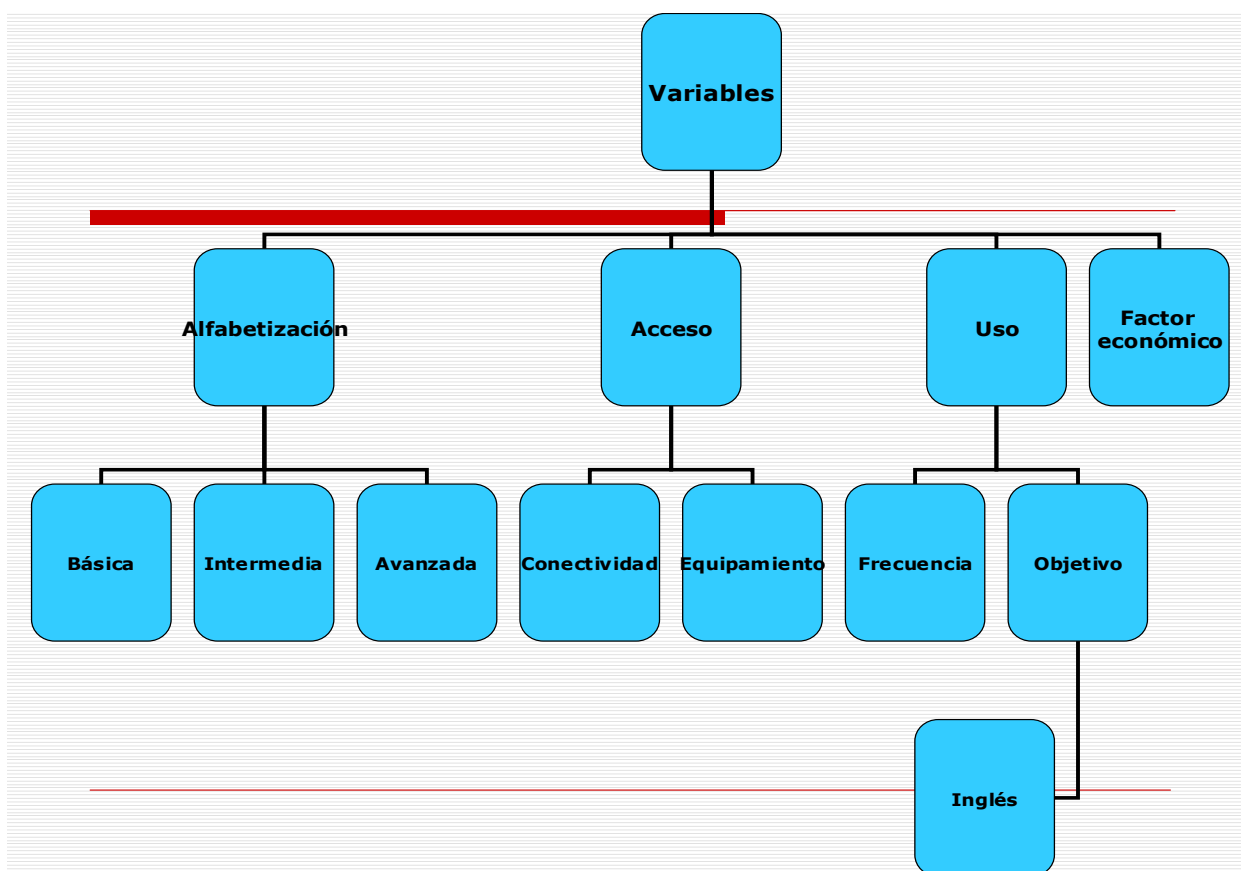 Variables
Alfabetización
Acceso
Uso
Factor
económico
Básica
Intermedia
Avanzada
Conectividad
Equipamiento
Frecuencia
Objetivo
Inglés